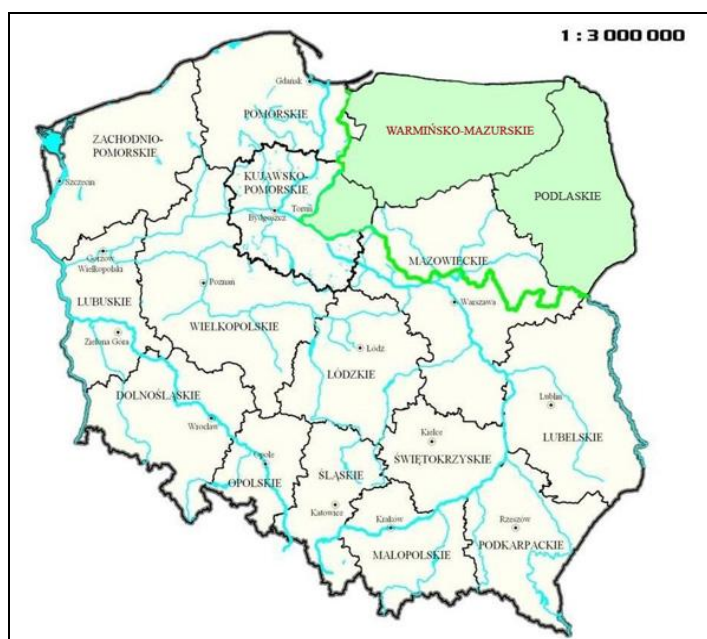 1 : 3 000 000
Gdańsk
POMORSKIE
WARMIŃSKO-MAZURSKIE
ZACHODNIO-
POMORSKIE
KUJAWSKO-
POMORSKIE
Szczecin
PODLASKIE
Toruń
Bydgoszcz
MAZOWIECKIE
Gorzów
Wielkopolski
Poznań
LUBUSKIE
Warszawa
WIELKOPOLSKIE
Zielona Góra
Łódź
ŁÓDZKIE
DOLNOŚLĄSKIE
Lublin
Wrocław
Kielce
LUBELSKIE
Opole
ŚLĄSKIE
ŚWIĘTOKRZYSKIE
OPOLSKIE
Katowice
Kraków
Rzeszów
PODKARPACKIE
MAŁOPOLSKIE